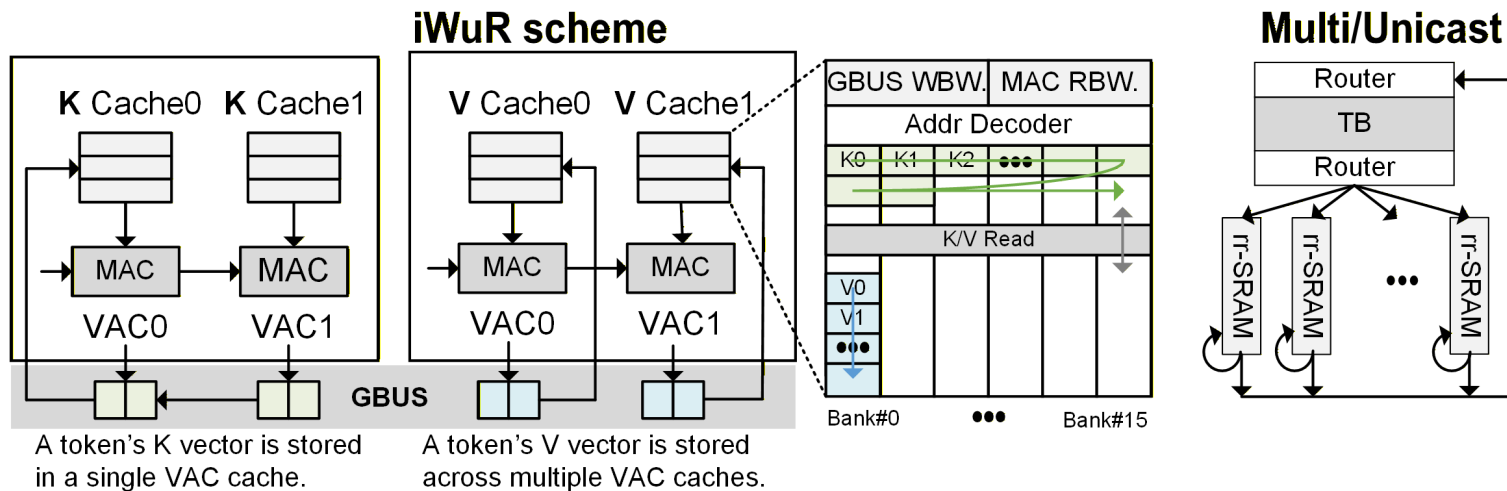 iWuR scheme
Multi/Unicast
K Cache0
K Cache1
MAC
MAC
VAC0
VAC1
V Cache0
V Cache1
MAC
MAC
VAC0
VAC1
GBUS
A token's K vector is stored
in a single VAC cache.
A token's V vector is stored
across multiple VAC caches.
GBUS WBW.
MAC RBW.
Addr Decoder
K0
K1
K2
•••
K/V Read
V0
V1
•••
Bank#0
•••
Bank#15
Router
TB
Router
rr-SRAM
rr-SRAM
•••
rr-SRAM